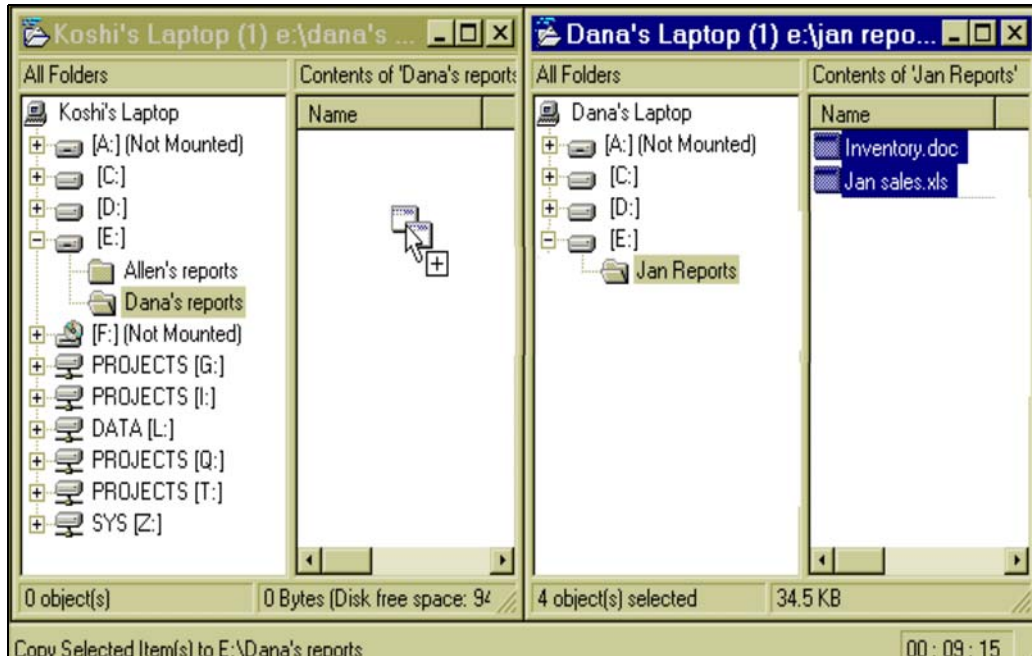 Koshi's Laptop (1) e:\dana's ...
All Folders
Contents of 'Dana's reports
Koshi's Laptop
Name
[A:] (Not Mounted)
[C:]
[D:]
[E:]
Allen's reports
Dana's reports
[F:] (Not Mounted)
PROJECTS [G:]
PROJECTS [I:]
DATA [L:]
PROJECTS [Q:]
PROJECTS [T:]
SYS [Z:]
0 object(s)
0 Bytes (Disk free space: 94
Dana's Laptop (1) e:\jan repo...
All Folders
Contents of 'Jan Reports'
Dana's Laptop
Name
[A:] (Not Mounted)
Inventory.doc
[C:]
Jan sales.xls
[D:]
[E:]
Jan Reports
4 object(s) selected
34.5 KB
Copy Selected Item(s) to E:\Dana's reports
00 : 09 : 15